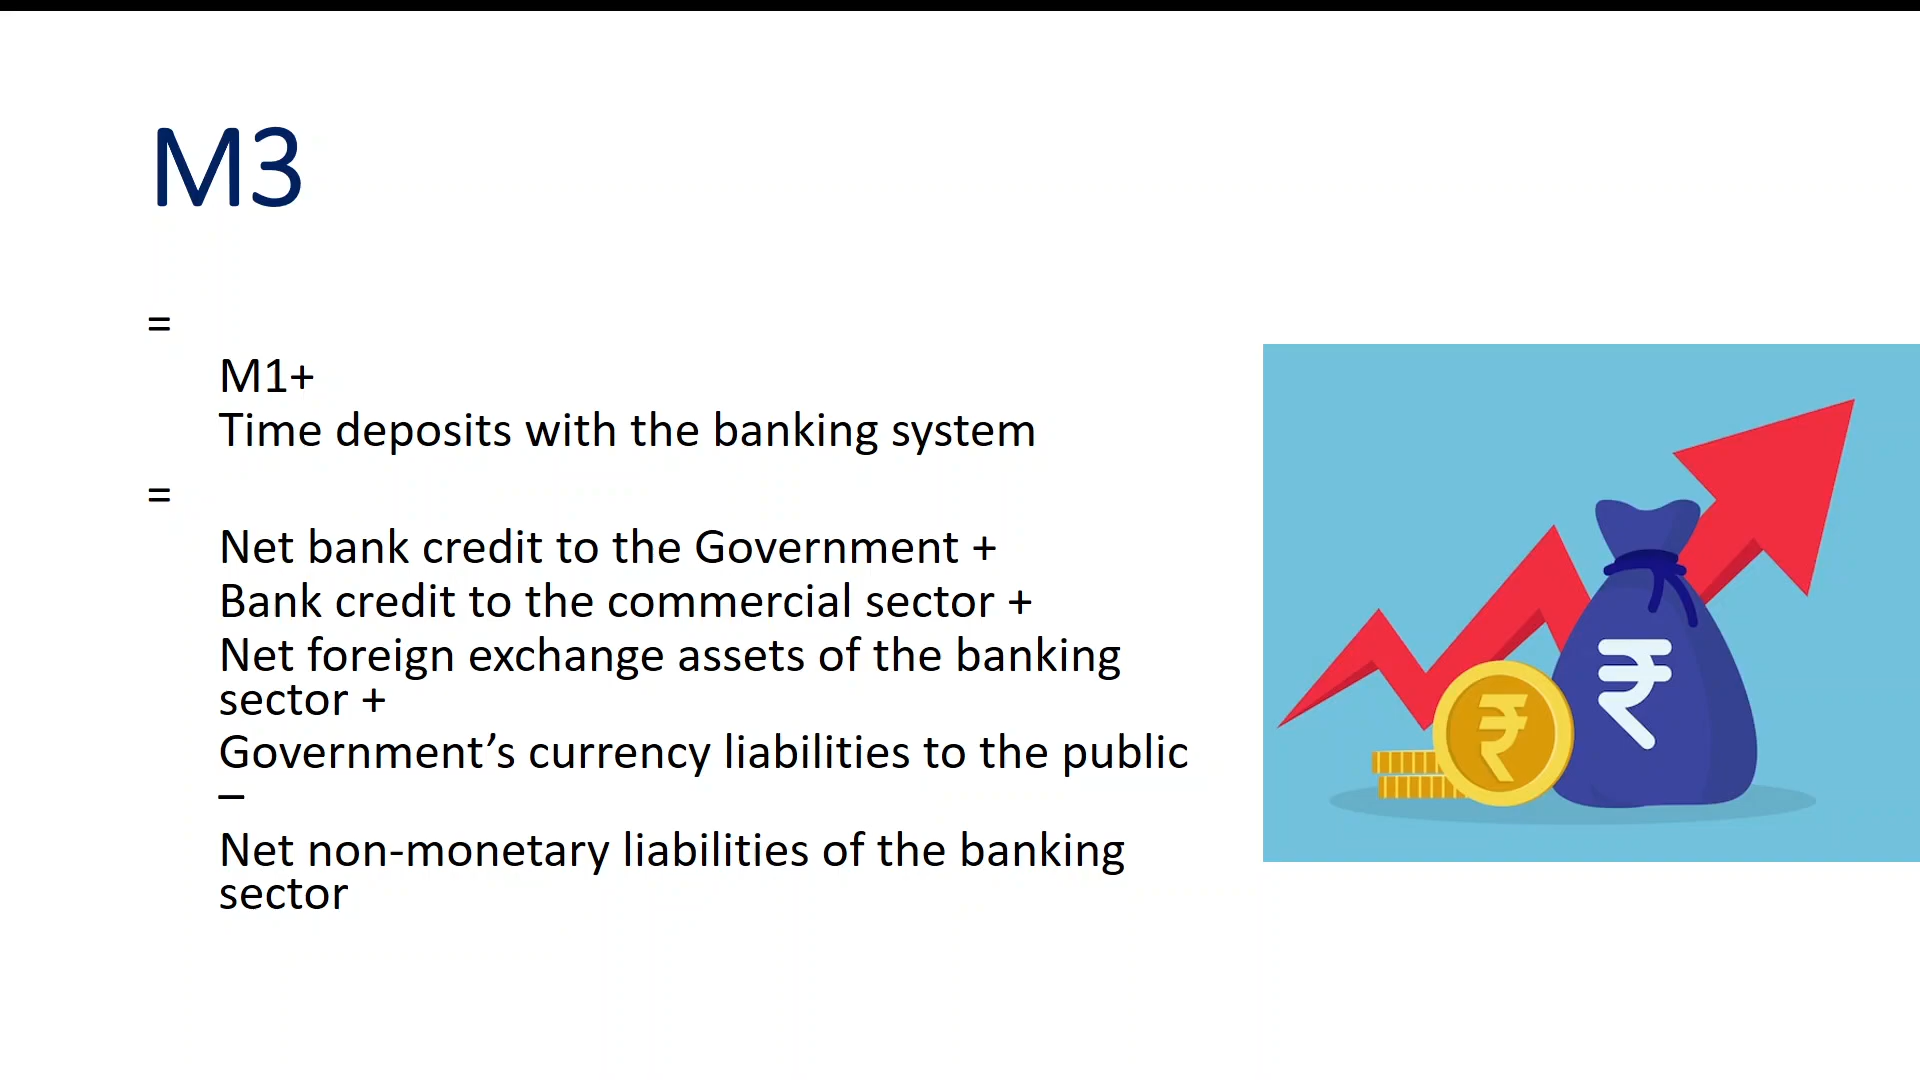 M3
=
M1+
Time deposits with the banking system
=
Net bank credit to the Government +
Bank credit to the commercial sector +
Net foreign exchange assets of the banking
sector +
Government’s currency liabilities to the public
–
Net non-monetary liabilities of the banking
sector
₹
₹